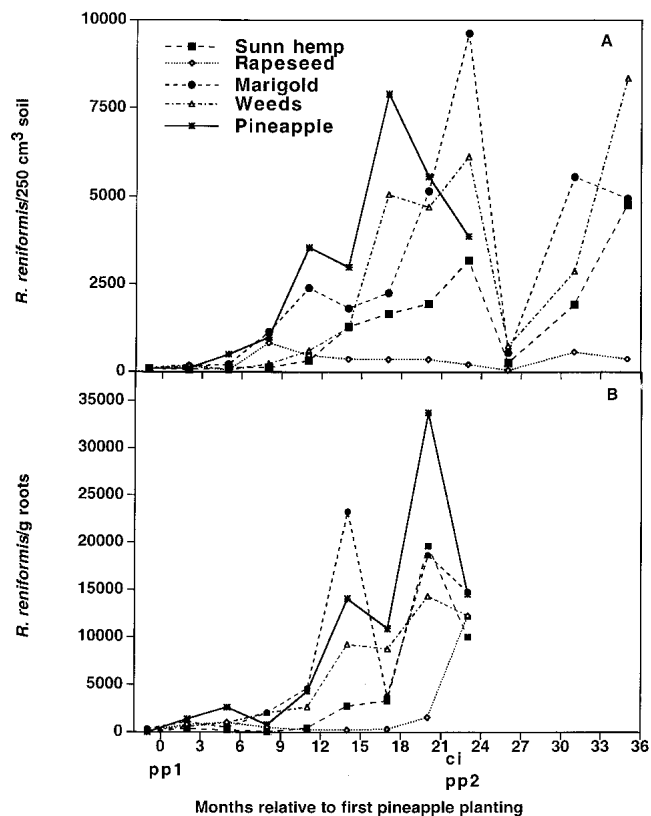 10000
7500
5000
2500
0
R. reniformis/250 cm³ soil
A
Sunn hemp
Rapeseed
Marigold
Weeds
Pineapple
35000
30000
25000
20000
15000
10000
5000
0
R. reniformis/g roots
B
0 3 6 9 12 15 18 21 24 27 30 33 36
pp1 ci
pp2
Months relative to first pineapple planting